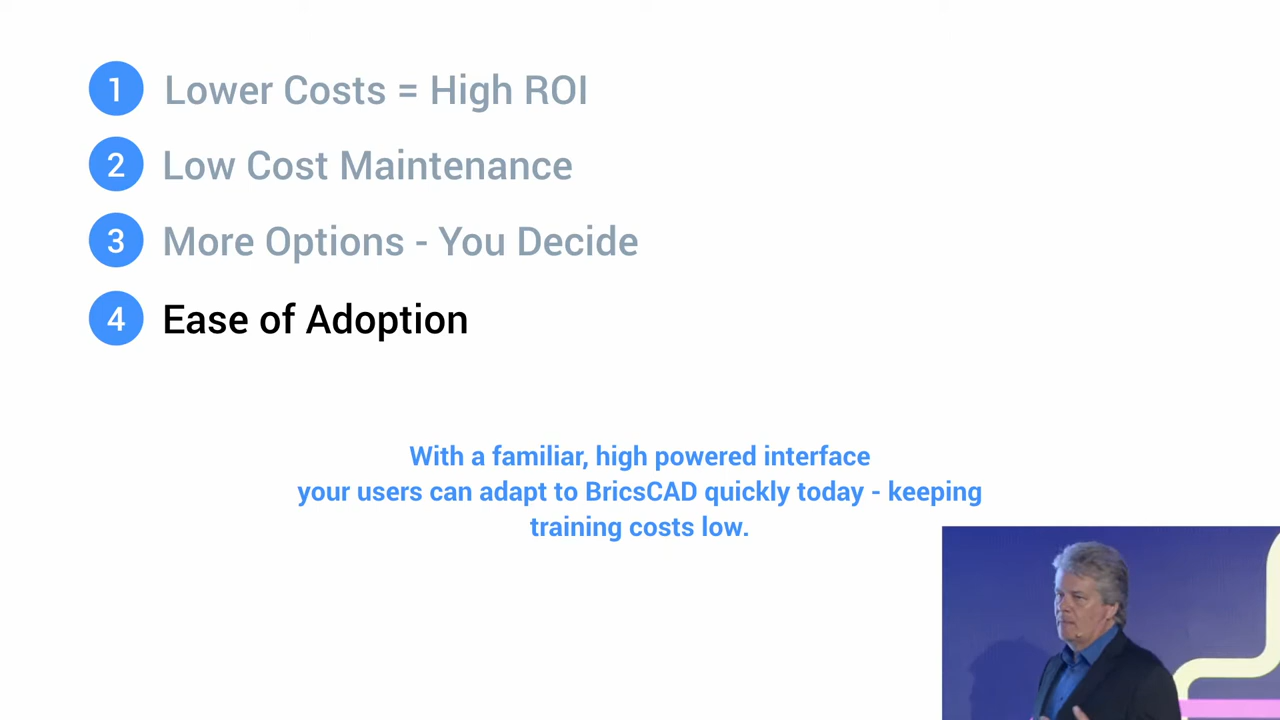 1 Lower Costs = High ROI
2 Low Cost Maintenance
3 More Options - You Decide
4 Ease of Adoption
With a familiar, high powered interface
your users can adapt to BricsCAD quickly today - keeping
training costs low.